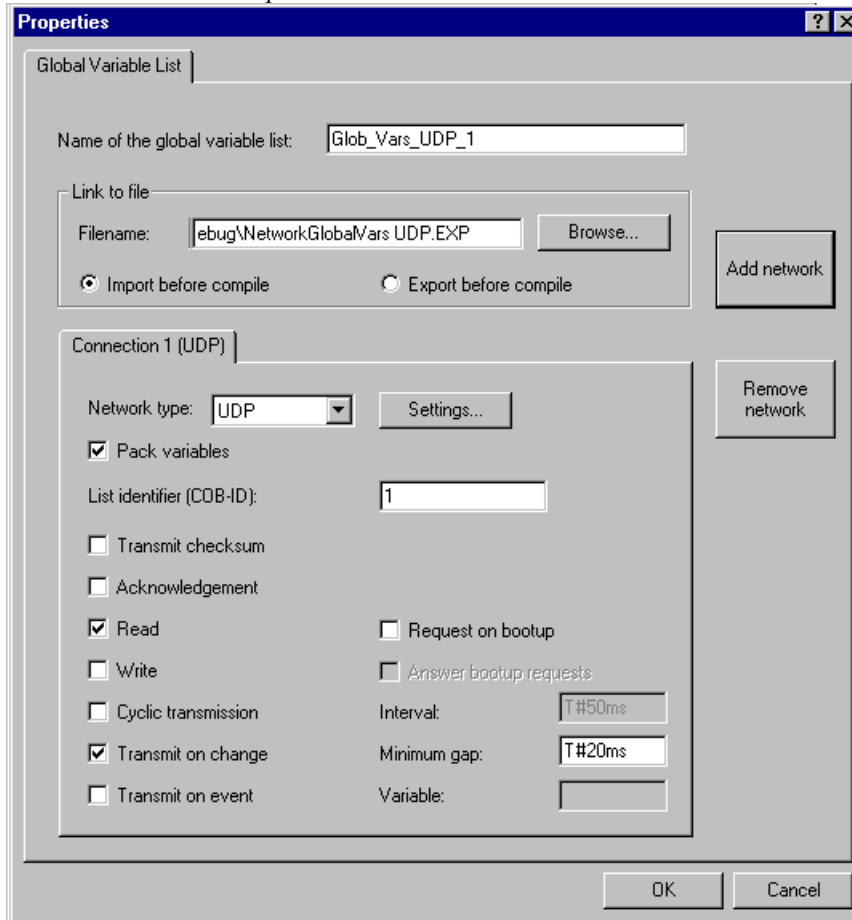 Properties
Global Variable List
Name of the global variable list: Glob_Vars_UDP_1
Link to file
Filename: ebug\NetworkGlobalVars UDP.EXP Browse...
Import before compile Export before compile
Add network
Connection 1 (UDP)
Network type: UDP Settings...
Remove
network
Pack variables
List identifier (COB-ID): 1
Transmit checksum
Acknowledgement
Read Request on bootup
Write Answer bootup requests
Cyclic transmission Interval: T#50ms
Transmit on change Minimum gap: T#20ms
Transmit on event Variable:
OK Cancel